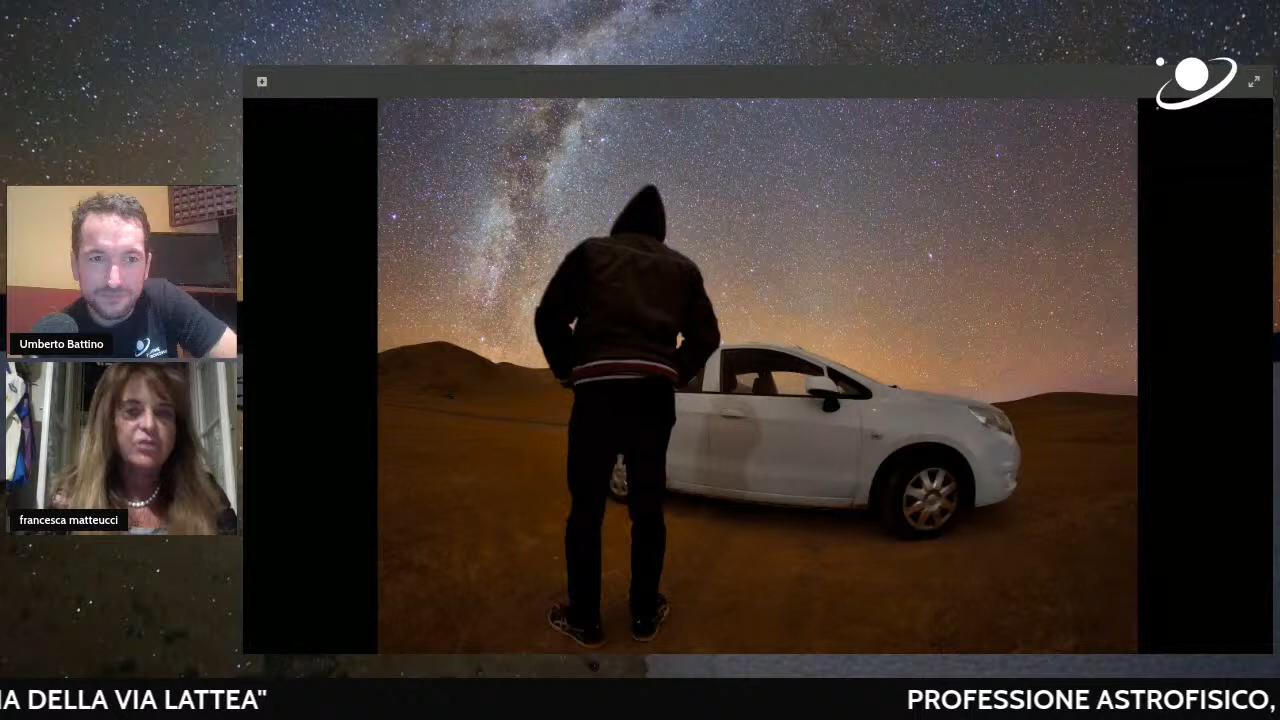 Umberto Battino
francesca matteucci
IA DELLA VIA LATTEA"
PROFESSIONE ASTROFISICO,